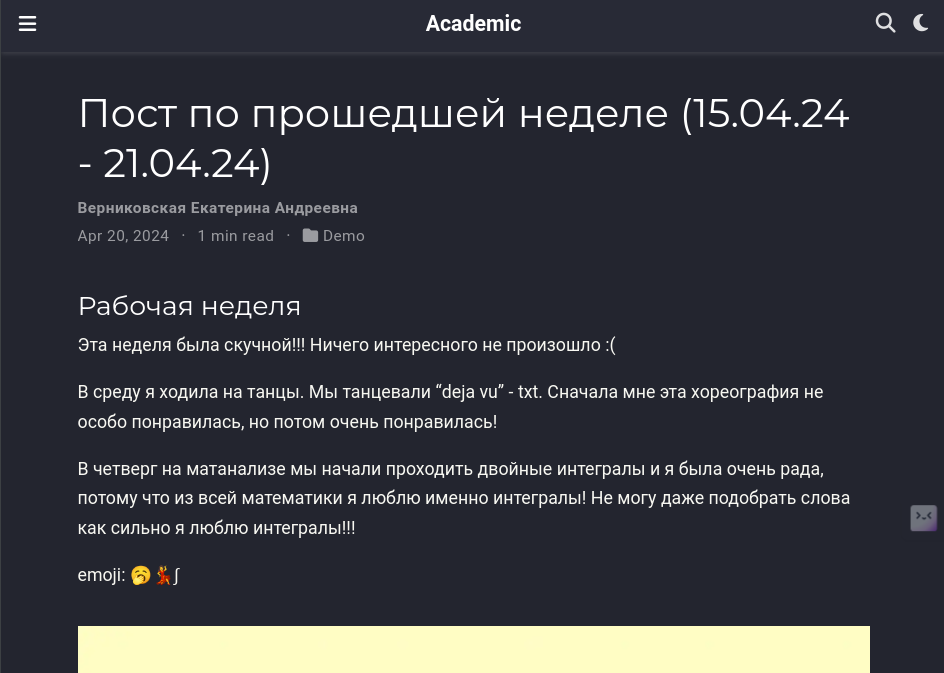 Academic
Пост по прошедшей неделе (15.04.24
- 21.04.24)
Верниковская Екатерина Андреевна
Apr 20, 2024 · 1 min read · Demo
Рабочая неделя
Эта неделя была скучной!!! Ничего интересного не произошло :(
В среду я ходила на танцы. Мы танцевали “deja vu” - txt. Сначала мне эта хореография не
особо понравилась, но потом очень понравилась!
В четверг на матанализе мы начали проходить двойные интегралы и я была очень рада,
потому что из всей математики я люблю именно интегралы! Не могу даже подобрать слова
как сильно я люблю интегралы!!!
emoji: 🥱💃∫